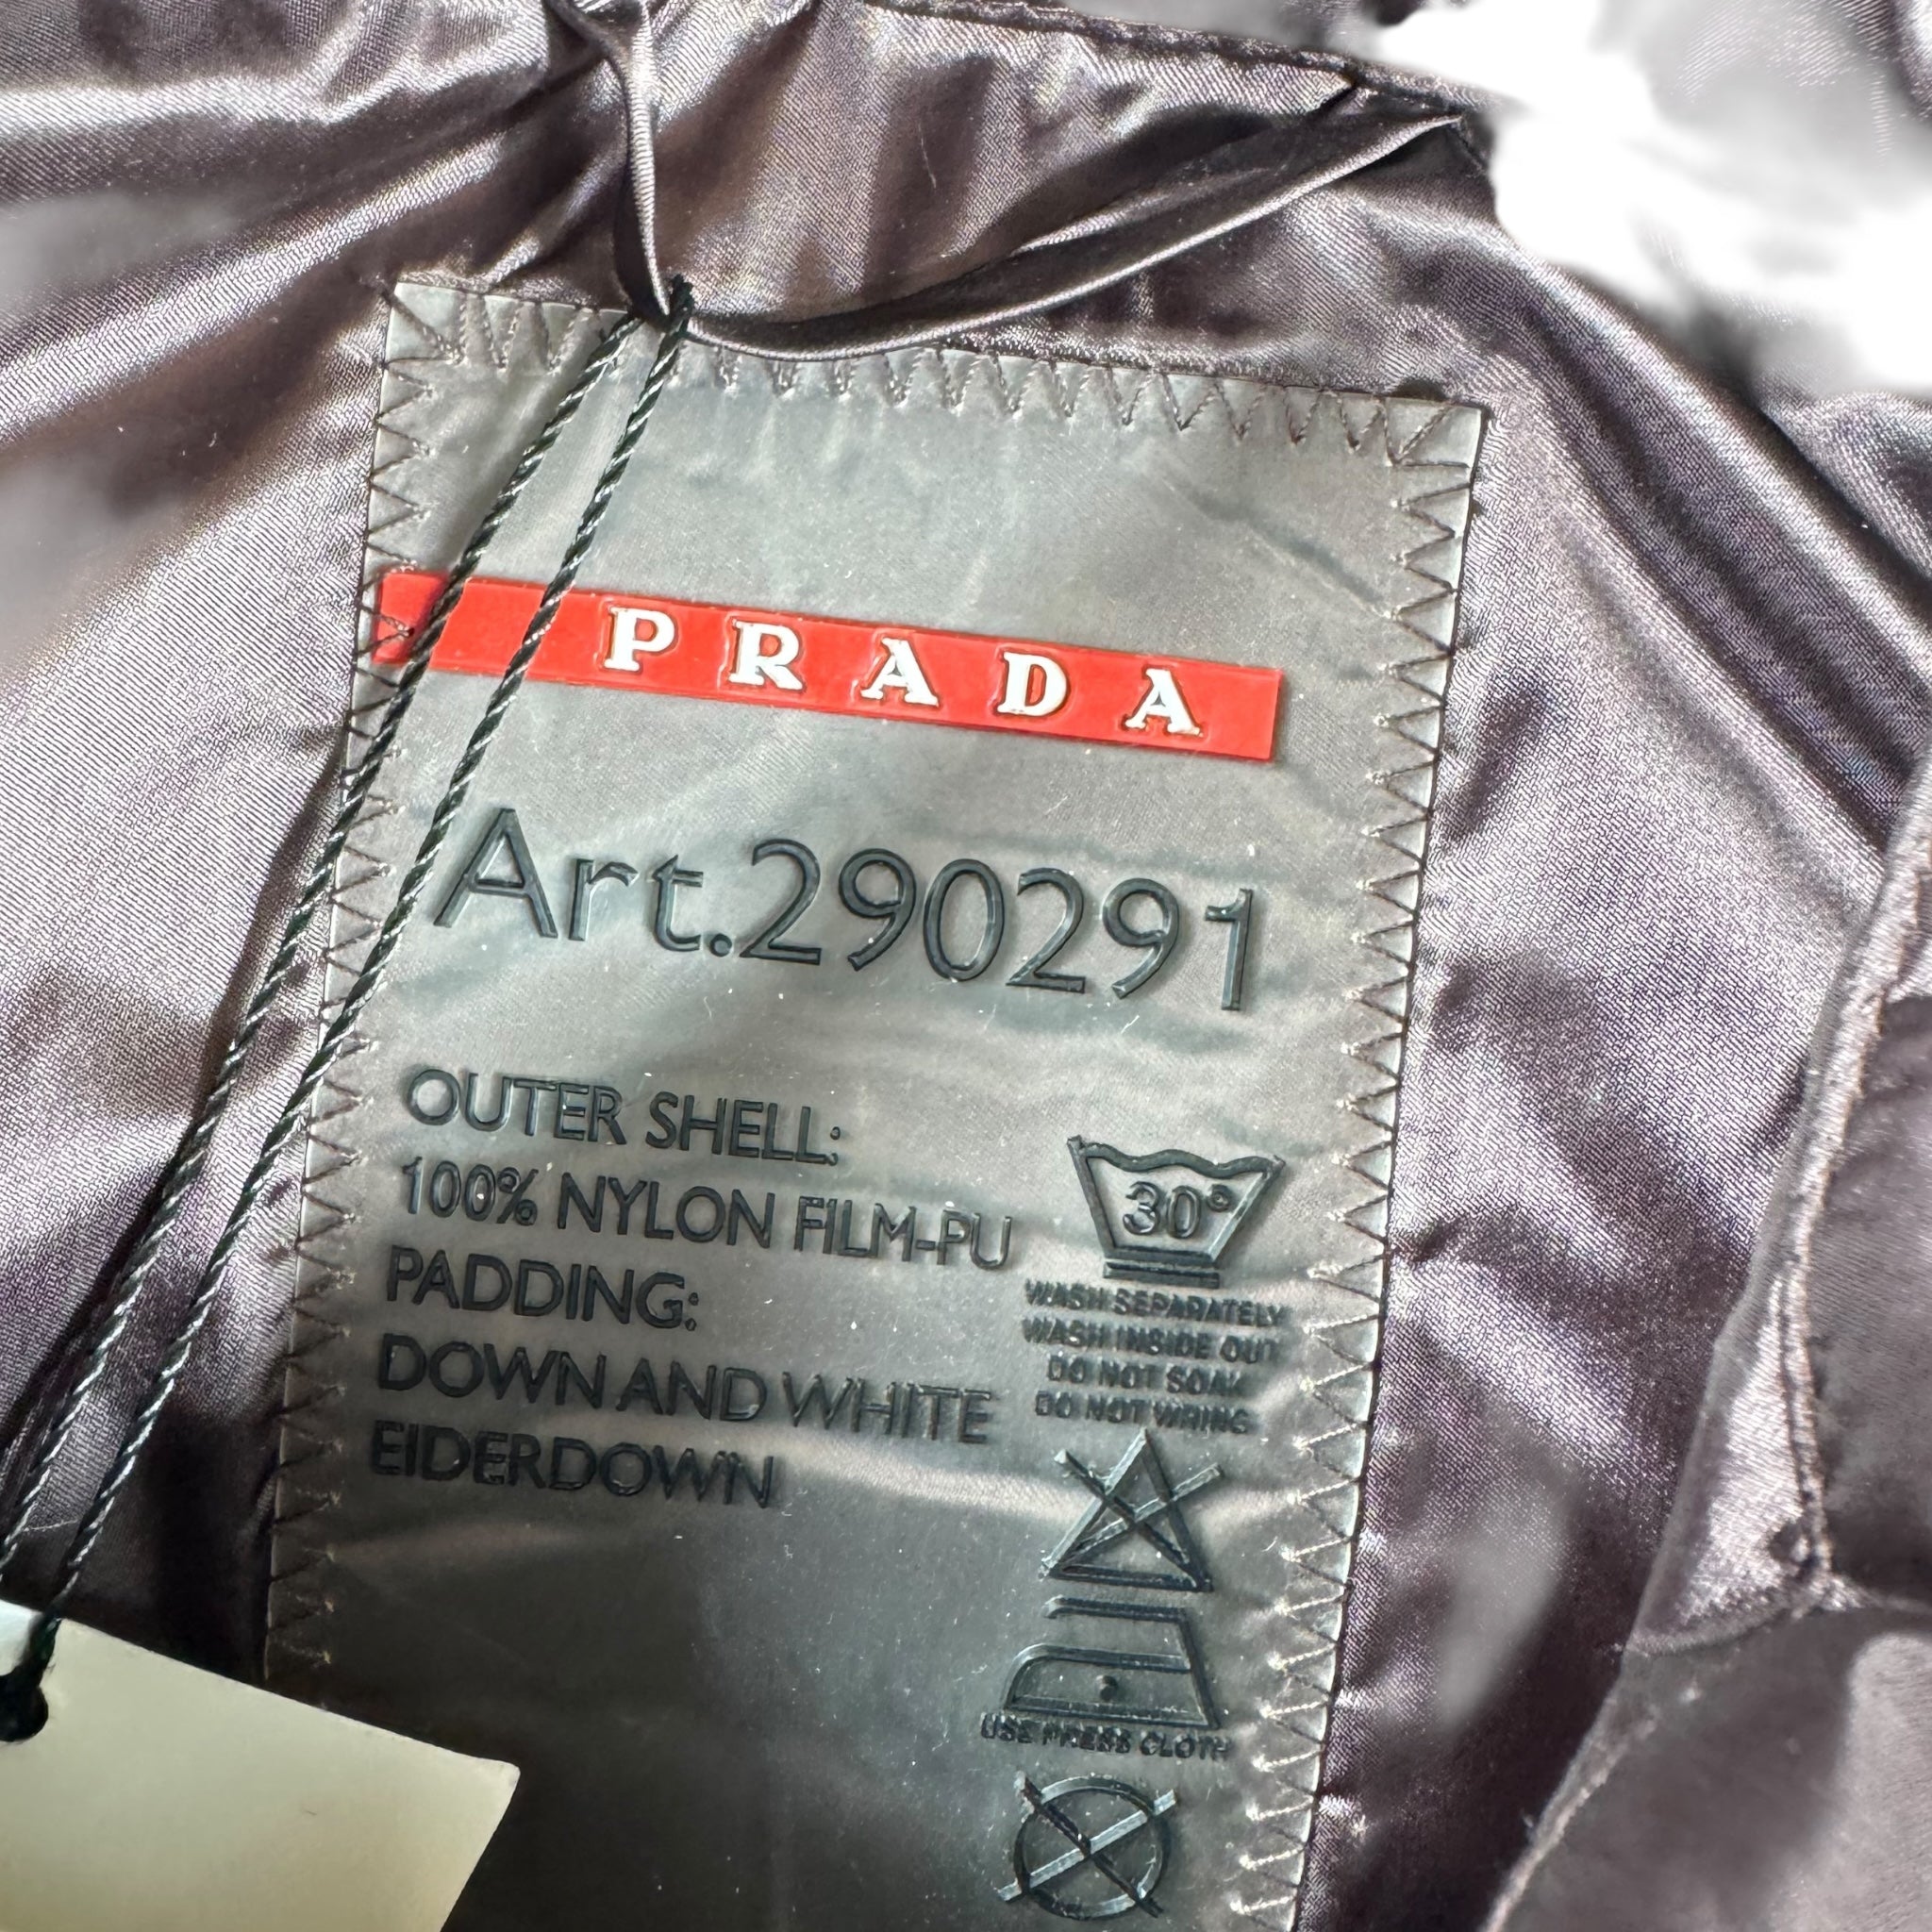 PRADA
Art.290291
OUTER SHELL:
100% NYLON FILM-PU
PADDING:
DOWN AND WHITE
EIDERDOWN
30°
WASH SEPARATELY
WASH INSIDE OUT
DO NOT SOAK
DO NOT WRING
USE PRESS CLOTH